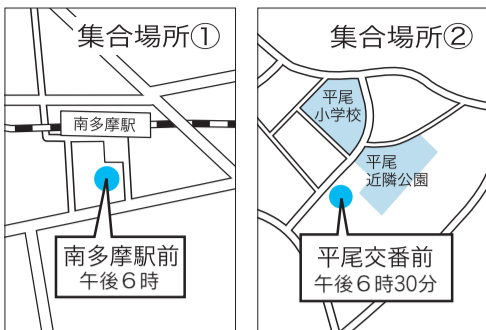 集合場所①
南多摩駅
南多摩駅前
午後6時
集合場所②
平尾
小学校
平尾
近隣公園
平尾交番前
午後6時30分